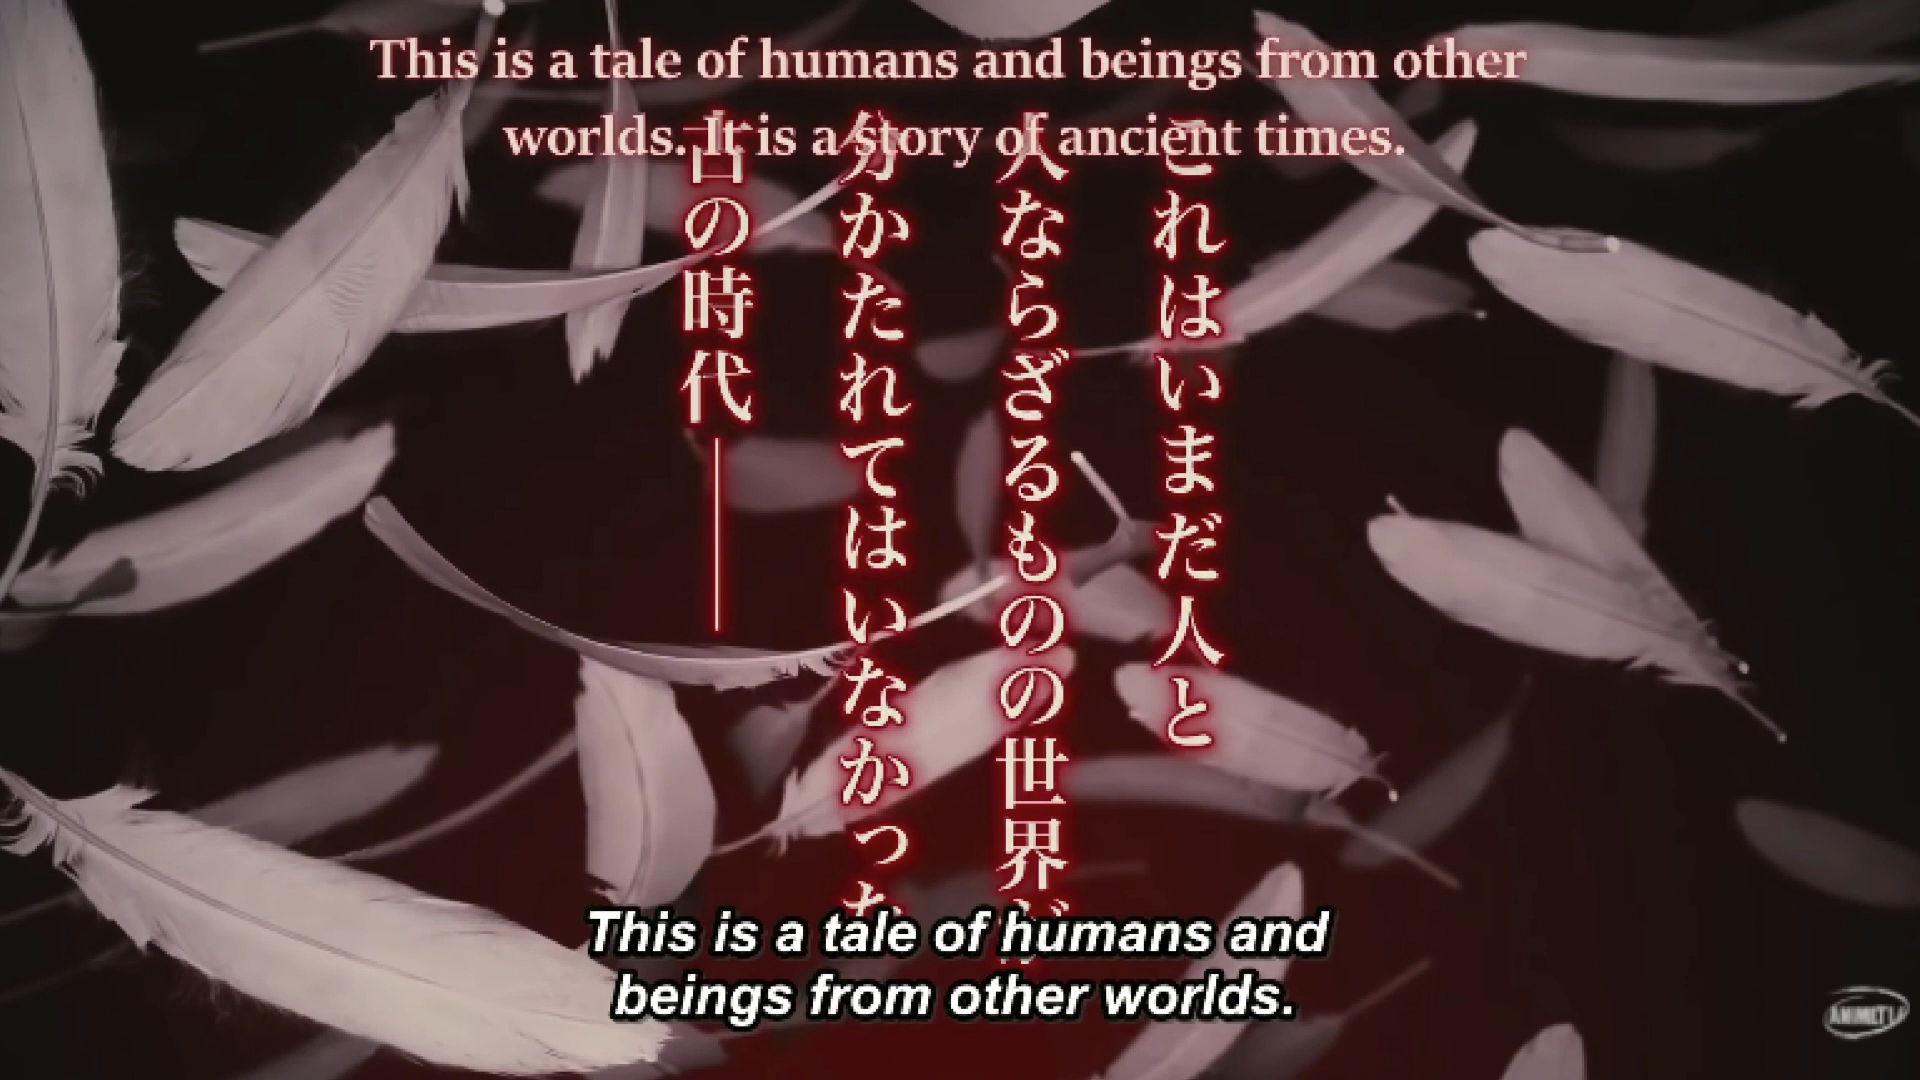 This is a tale of humans and beings from other
worlds. It is a story of ancient times.
これはいまだ人と
人ならざるものの世界が
分かたれてはいなかった
古の時代――
This is a tale of humans and
beings from other worlds.